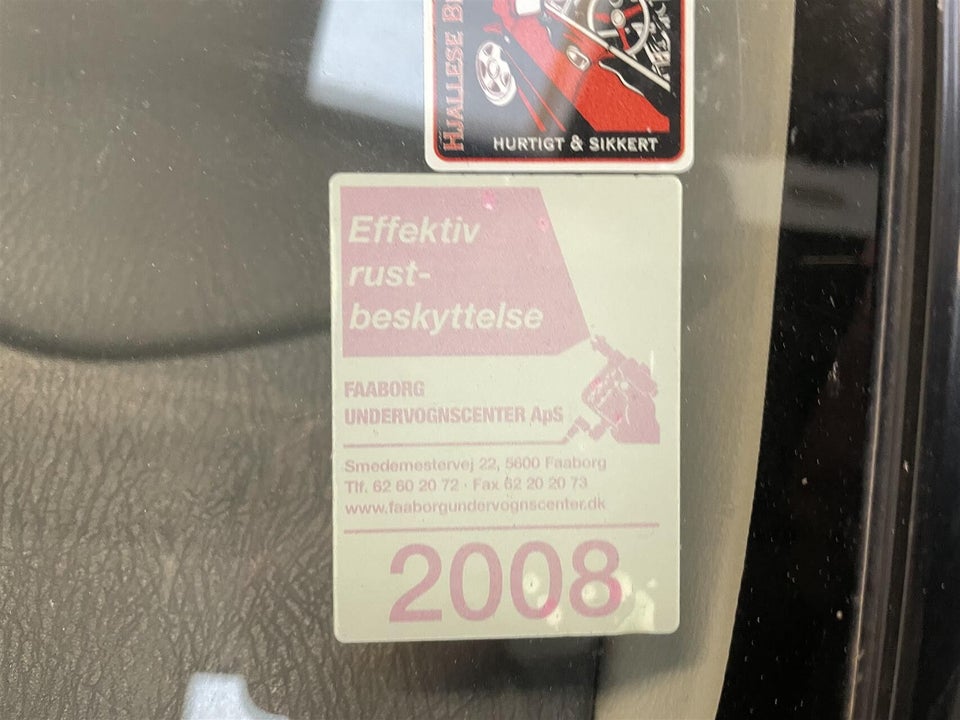 HJALLESE
HURTIGT & SIKKERT
Effektiv
rust-
beskyttelse
FAABORG
UNDERVOGNSCENTER ApS
Smedemestervej 22, 5600 Faaborg
Tlf. 62 60 20 72 · Fax 62 20 20 73
www.faaborgundervognscenter.dk
2008